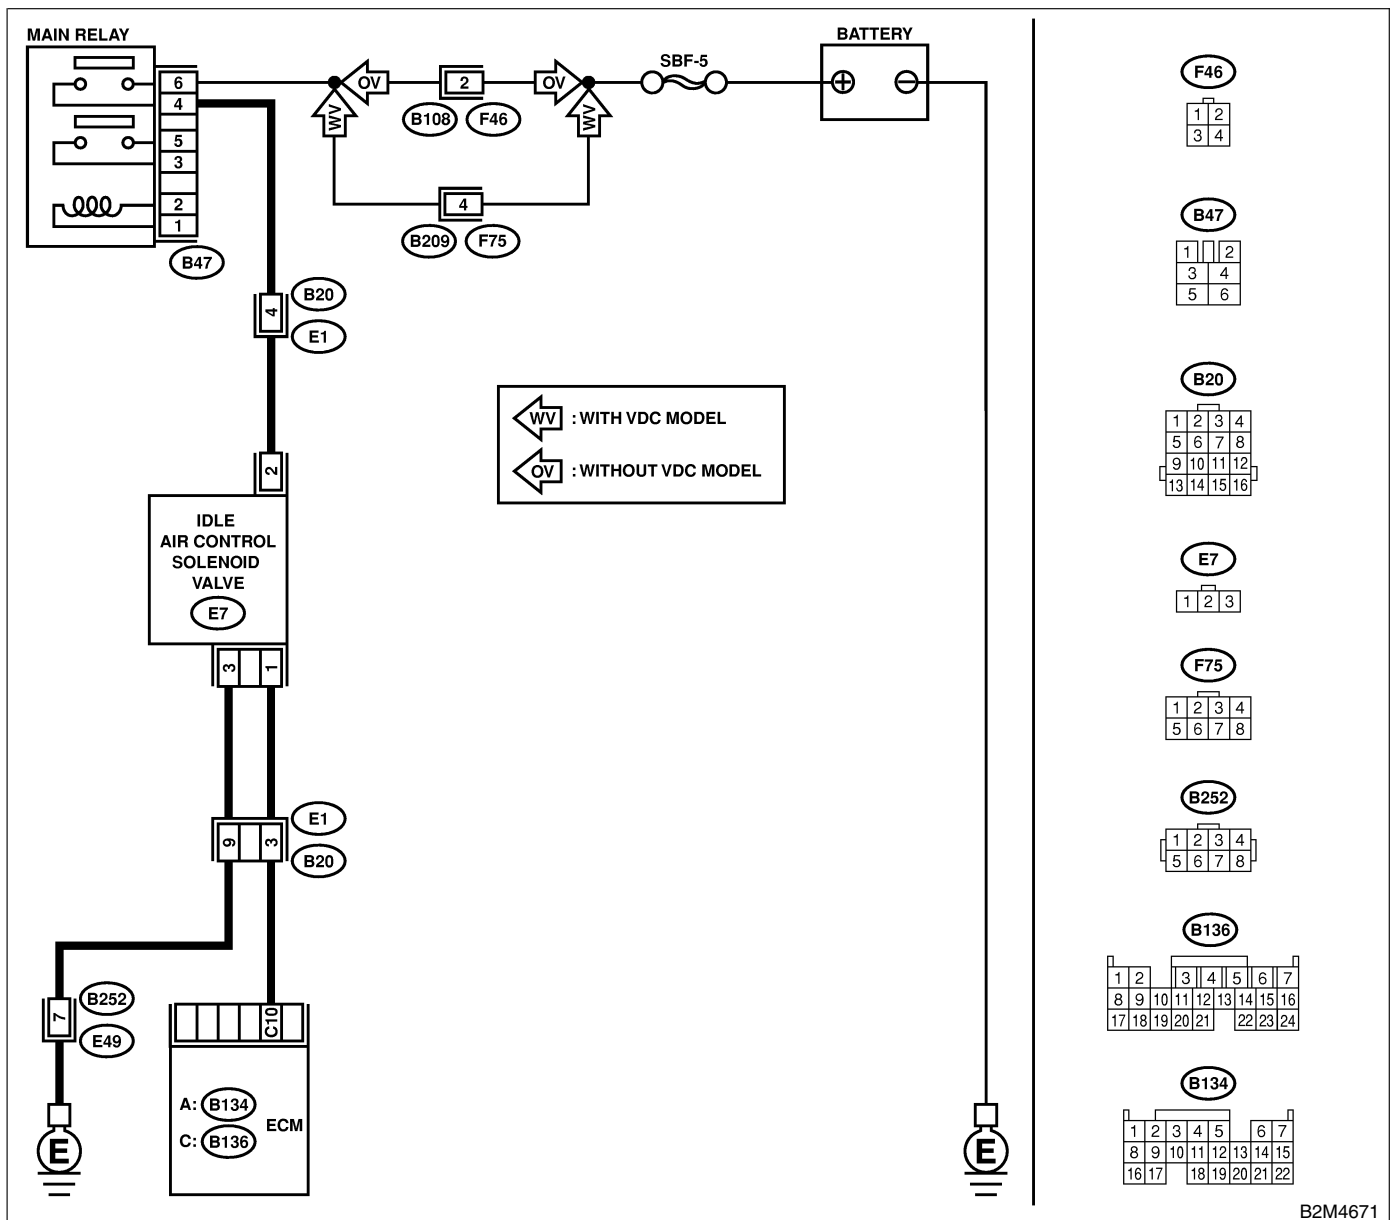 MAIN RELAY
BATTERY
SBF-5
6
4
5
3
2
1
B47
OV
2
OV
B108
F46
WV
WV
4
B209
F75
4
B20
E1
WV : WITH VDC MODEL
OV : WITHOUT VDC MODEL
2
IDLE
AIR CONTROL
SOLENOID
VALVE
E7
3 1
E1
9 3
B20
B252
7
E49
C10
A: B134
ECM
C: B136
E
E
F46
1 2
3 4
B47
1 2
3 4
5 6
B20
1 2 3 4
5 6 7 8
9 10 11 12
13 14 15 16
E7
1 2 3
F75
1 2 3 4
5 6 7 8
B252
1 2 3 4
5 6 7 8
B136
1 2 3 4 5 6 7
8 9 10 11 12 13 14 15 16
17 18 19 20 21 22 23 24
B134
1 2 3 4 5 6 7
8 9 10 11 12 13 14 15
16 17 18 19 20 21 22
B2M4671